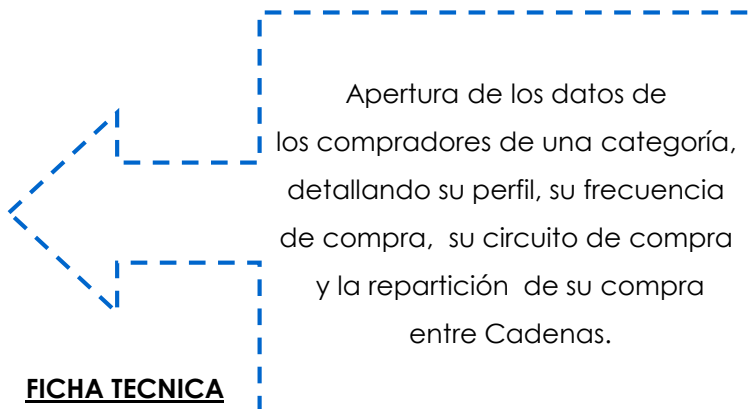 Apertura de los datos de
los compradores de una categoría,
detallando su perfil, su frecuencia
de compra, su circuito de compra
y la repartición de su compra
entre Cadenas.
FICHA TECNICA